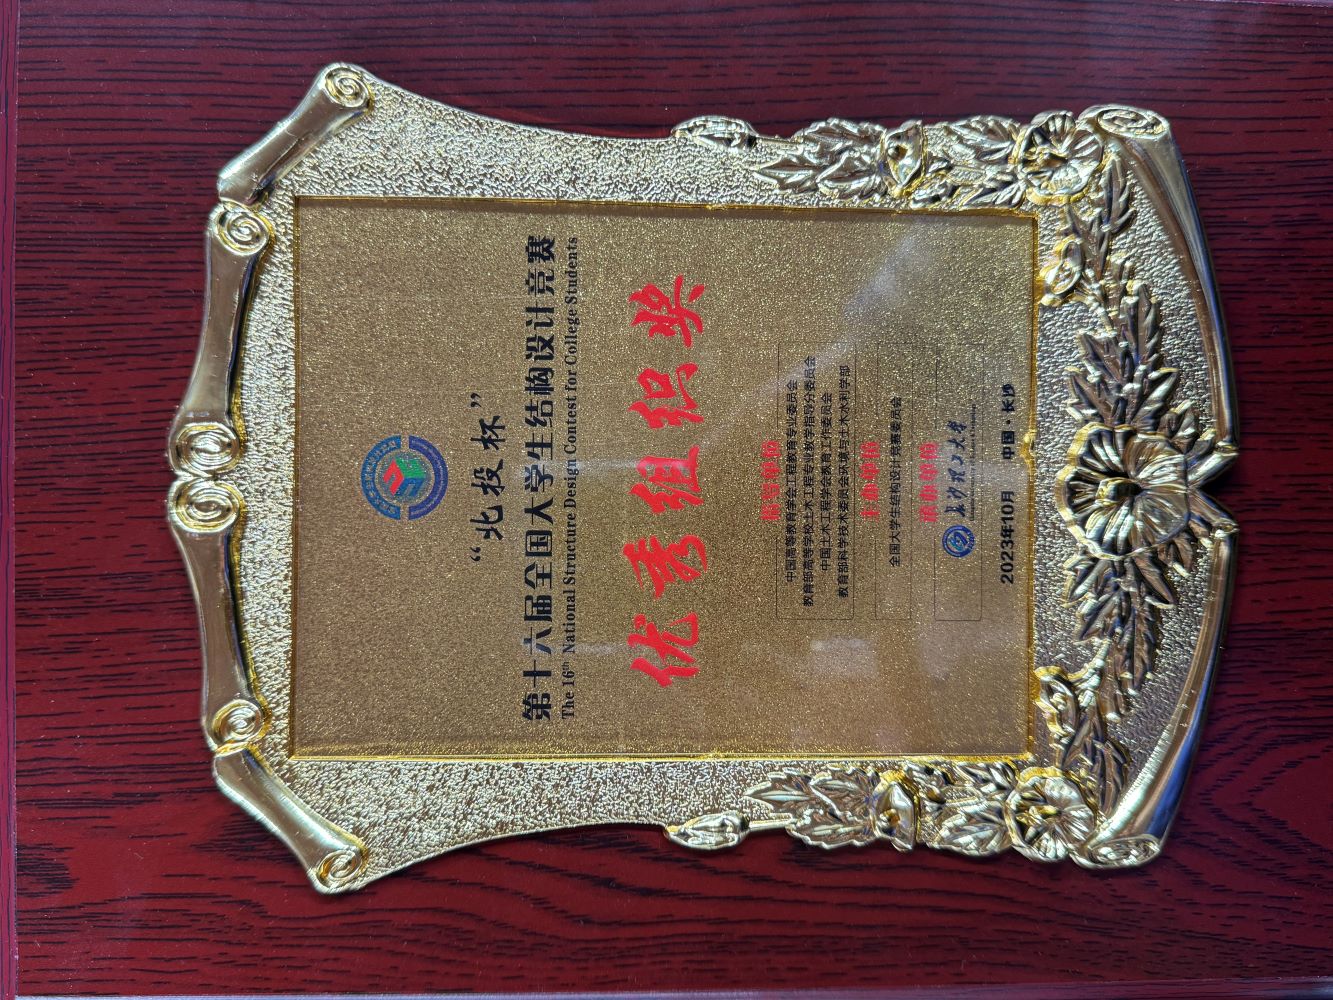 “北投杯”
第十六届全国大学生结构设计竞赛
The 16th National Structure Design Contest for College Students
优秀组织奖
指导单位
中国高等教育学会工程教育专业委员会
教育部高等学校土木工程专业教学指导分委员会
中国土木工程学会教育工作委员会
教育部科学技术委员会环境与土木水利学部
主办单位
全国大学生结构设计竞赛委员会
承办单位
长沙理工大学
2023年10月 中国·长沙